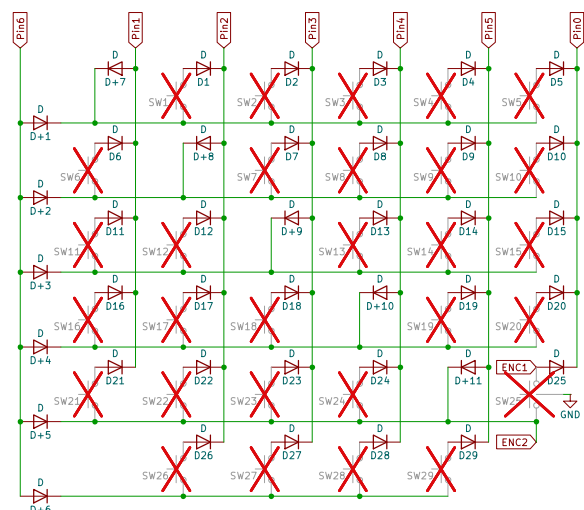 Pin6 Pin1 Pin2 Pin3 Pin4 Pin5 Pin0
D D D D D D
D+7 D1 D2 D3 D4 D5
SW1 SW2 SW3 SW4 SW5
D
D+1
D D D D D D
D6 D+8 D7 D8 D9 D10
SW6 SW7 SW8 SW9 SW10
D
D+2
D D D D D D
D11 D12 D+9 D13 D14 D15
SW11 SW12 SW13 SW14 SW15
D
D+3
D D D D D D
D16 D17 D18 D+10 D19 D20
SW16 SW17 SW18 SW19 SW20
D
D+4
D D D D D ENC1 D
D21 D22 D23 D24 D+11 D25
SW21 SW22 SW23 SW24 SW25
GND
D
D+5
D D D D ENC2
D26 D27 D28 D29
SW26 SW27 SW28 SW29
D
D+6